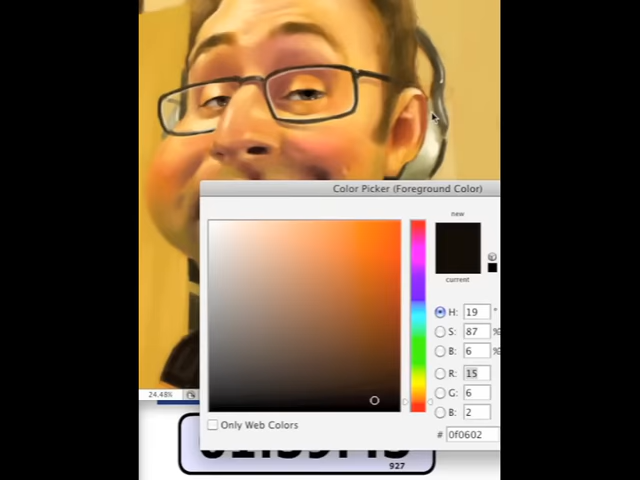 Color Picker (Foreground Color)
new
current
H: 19 °
S: 87 %
B: 6 %
R: 15
G: 6
B: 2
# 0f0602
Only Web Colors
24.48%
927